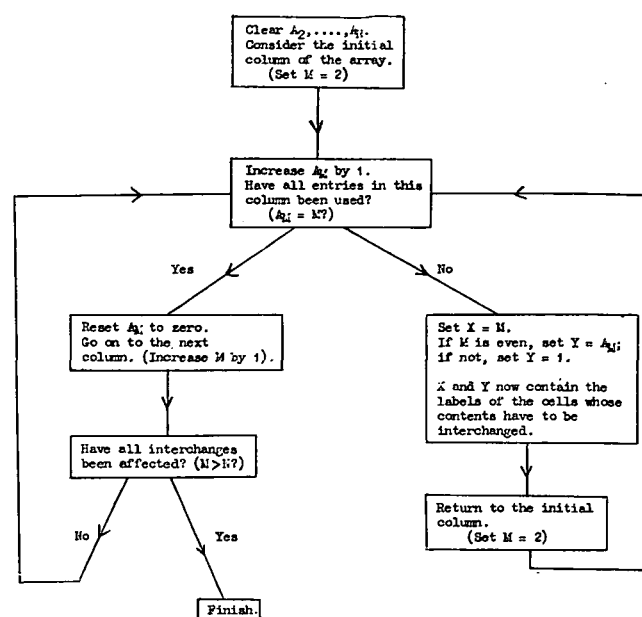 Clear A₂,....,Aₙ.
Consider the initial
column of the array.
(Set M = 2)
Increase Aₘ by 1.
Have all entries in this
column been used?
(Aₘ = M?)
Yes
No
Reset Aₘ to zero.
Go on to the next
column. (Increase M by 1).
Set X = M.
If M is even, set Y = Aₘ;
if not, set Y = 1.
X and Y now contain the
labels of the cells whose
contents have to be
interchanged.
Have all interchanges
been affected? (M>N?)
Return to the initial
column.
(Set M = 2)
No
Yes
Finish.